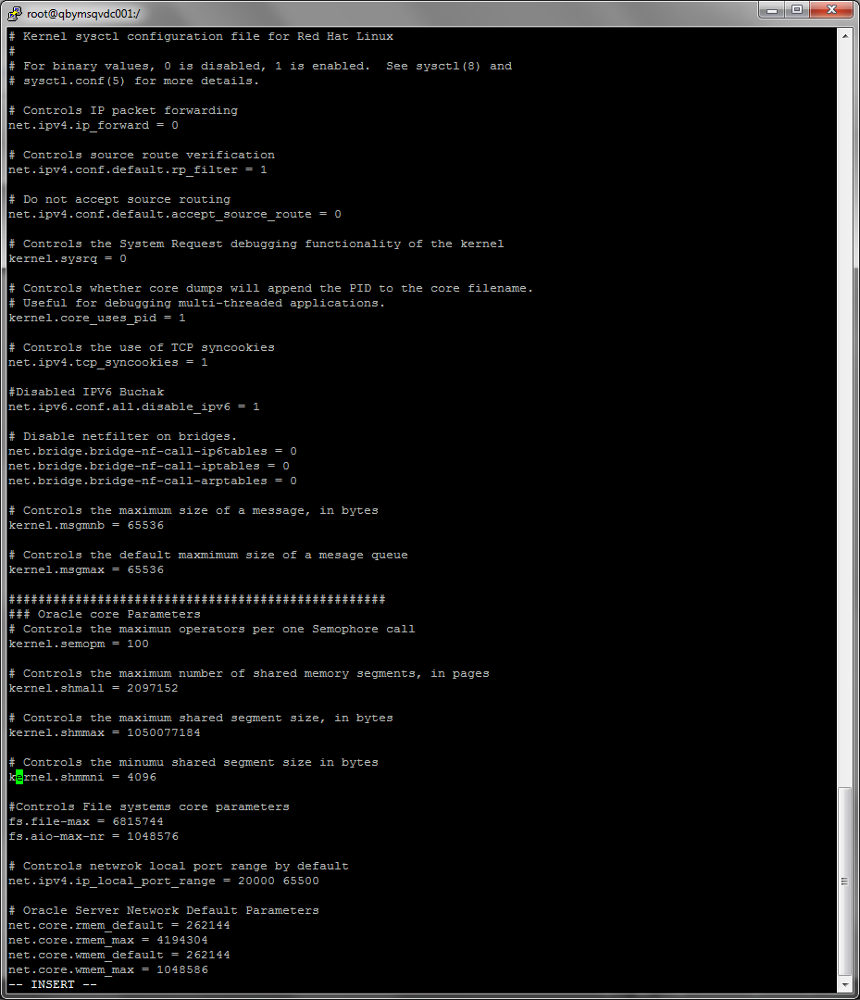 root@qbymsqvdc001:/
# Kernel sysctl configuration file for Red Hat Linux
#
# For binary values, 0 is disabled, 1 is enabled.  See sysctl(8) and
# sysctl.conf(5) for more details.

# Controls IP packet forwarding
net.ipv4.ip_forward = 0

# Controls source route verification
net.ipv4.conf.default.rp_filter = 1

# Do not accept source routing
net.ipv4.conf.default.accept_source_route = 0

# Controls the System Request debugging functionality of the kernel
kernel.sysrq = 0

# Controls whether core dumps will append the PID to the core filename.
# Useful for debugging multi-threaded applications.
kernel.core_uses_pid = 1

# Controls the use of TCP syncookies
net.ipv4.tcp_syncookies = 1

#Disabled IPV6 Buchak
net.ipv6.conf.all.disable_ipv6 = 1

# Disable netfilter on bridges.
net.bridge.bridge-nf-call-ip6tables = 0
net.bridge.bridge-nf-call-iptables = 0
net.bridge.bridge-nf-call-arptables = 0

# Controls the maximum size of a message, in bytes
kernel.msgmnb = 65536

# Controls the default maxmimum size of a mesage queue
kernel.msgmax = 65536

###################################################
### Oracle core Parameters
# Controls the maximun operators per one Semophore call
kernel.semopm = 100

# Controls the maximum number of shared memory segments, in pages
kernel.shmall = 2097152

# Controls the maximum shared segment size, in bytes
kernel.shmmax = 1050077184

# Controls the minumu shared segment size in bytes
kernel.shmmni = 4096

#Controls File systems core parameters
fs.file-max = 6815744
fs.aio-max-nr = 1048576

# Controls netwrok local port range by default
net.ipv4.ip_local_port_range = 20000 65500

# Oracle Server Network Default Parameters
net.core.rmem_default = 262144
net.core.rmem_max = 4194304
net.core.wmem_default = 262144
net.core.wmem_max = 1048586
-- INSERT --